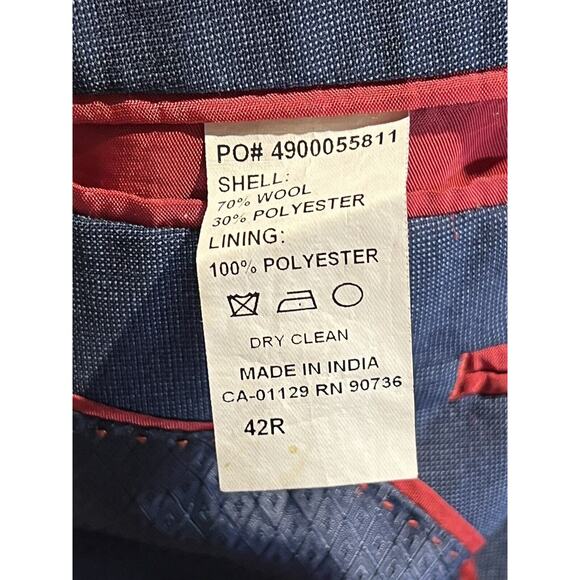 PO# 4900055811
SHELL:
70% WOOL
30% POLYESTER
LINING:
100% POLYESTER
DRY CLEAN
MADE IN INDIA
CA-01129 RN 90736
42R